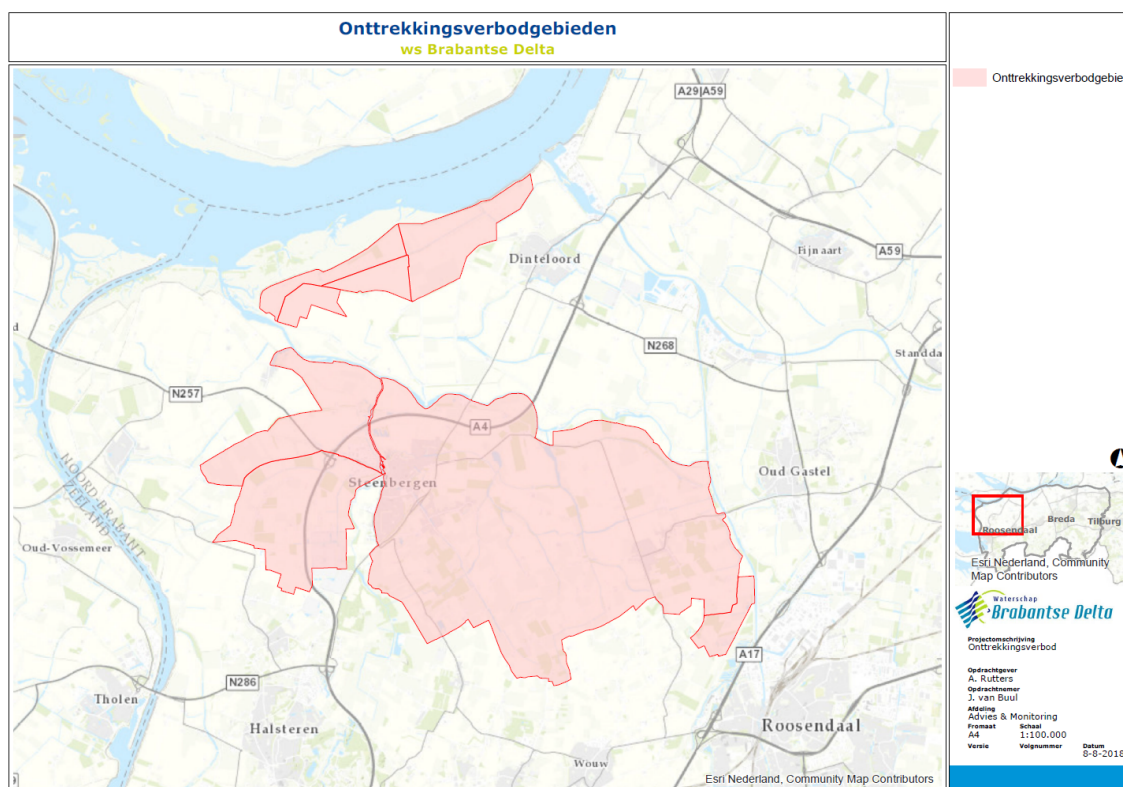 Onttrekkingsverbodgebieden
ws Brabantse Delta
A29|A59
Fijnaart
A59
Dinteloord
N268
Standda
N257
A4
Steenbergen
Oud Gastel
NOORD-BRABANT
ZEELAND
Oud-Vossemeer
A17
N286
Tholen
Halsteren
Roosendaal
Wouw
Esri Nederland, Community Map Contributors
Onttrekkingsverbodgebie
Breda
Tilburg
Roosendaal
Esri Nederland, Community
Map Contributors
Waterschap
Brabantse Delta
Projectomschrijving
Onttrekkingsverbod
Opdrachtgever
A. Rutters
Opdrachtnemer
J. van Buul
Afdeling
Advies & Monitoring
Fromaat Schaal
A4 1:100.000
Versie Volgnummer Datum
8-8-2018